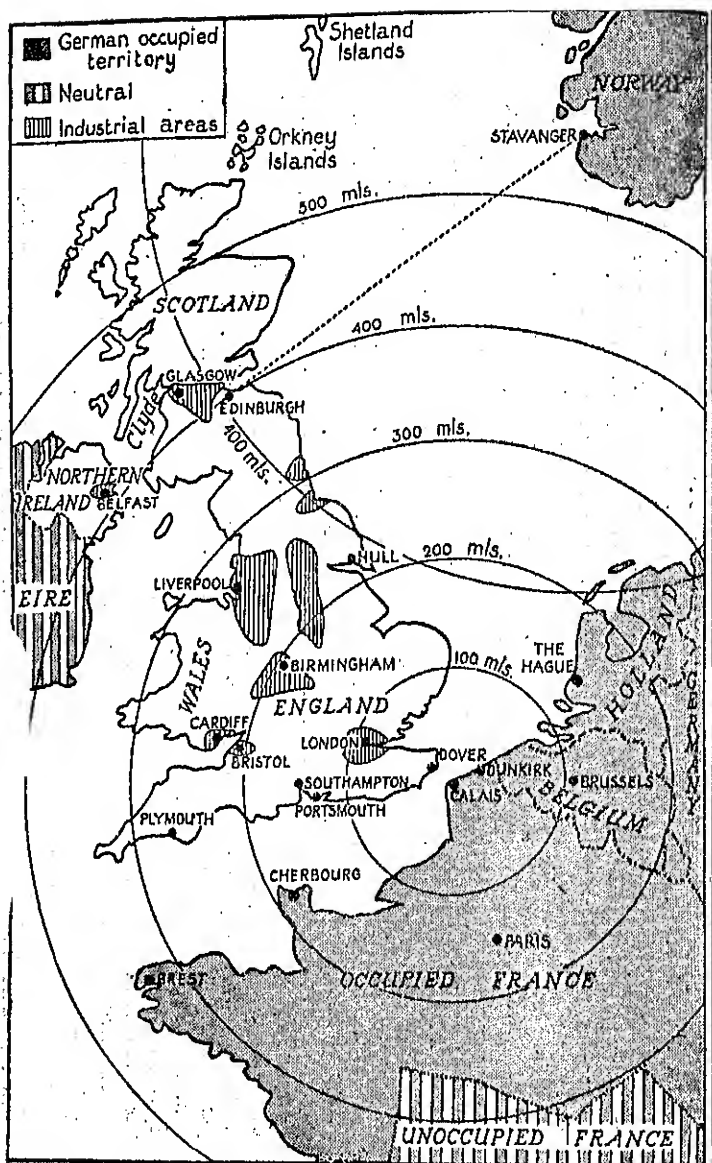 German occupied
territory
Neutral
Industrial areas
Shetland
Islands
NORWAY
STAVANGER
Orkney
Islands
500 mls.
SCOTLAND
400 mls.
GLASGOW
Clyde
EDINBURGH
400 mls.
300 mls.
NORTHERN
IRELAND
BELFAST
HULL
200 mls.
LIVERPOOL
EIRE
HOLLAND
THE
HAGUE
100 mls.
BIRMINGHAM
WALES
ENGLAND
GERMANY
CARDIFF
LONDON
BRISTOL
DOVER
DUNKIRK
SOUTHAMPTON
CALAIS
BRUSSELS
PORTSMOUTH
BELGIUM
PLYMOUTH
CHERBOURG
PARIS
BREST
OCCUPIED FRANCE
UNOCCUPIED FRANCE